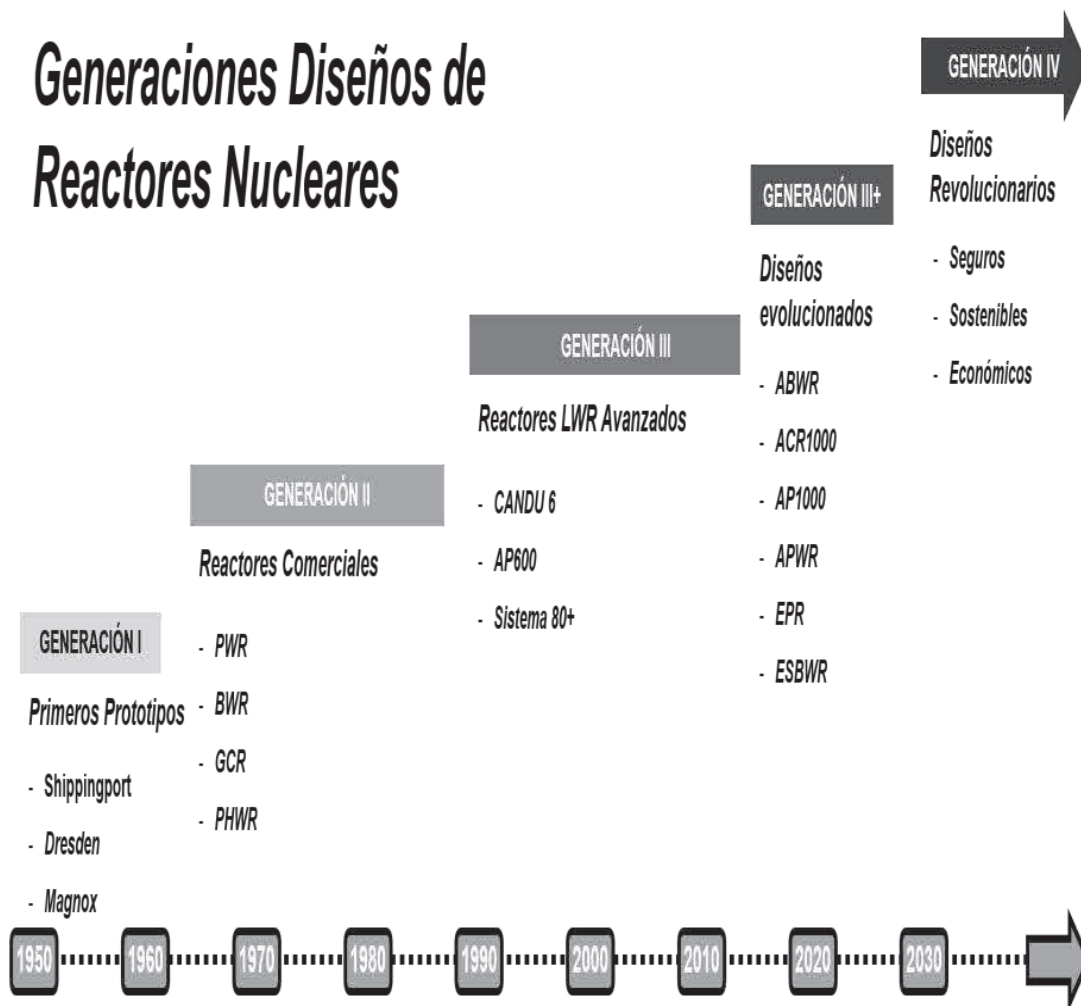 Generaciones Diseños de
Reactores Nucleares
GENERACIÓN I
Primeros Prototipos
- Shippingport
- Dresden
- Magnox
GENERACIÓN II
Reactores Comerciales
- PWR
- BWR
- GCR
- PHWR
GENERACIÓN III
Reactores LWR Avanzados
- CANDU 6
- AP600
- Sistema 80+
GENERACIÓN III+
Diseños
evolucionados
- ABWR
- ACR1000
- AP1000
- APWR
- EPR
- ESBWR
GENERACIÓN IV
Diseños
Revolucionarios
- Seguros
- Sostenibles
- Económicos
1950 1960 1970 1980 1990 2000 2010 2020 2030